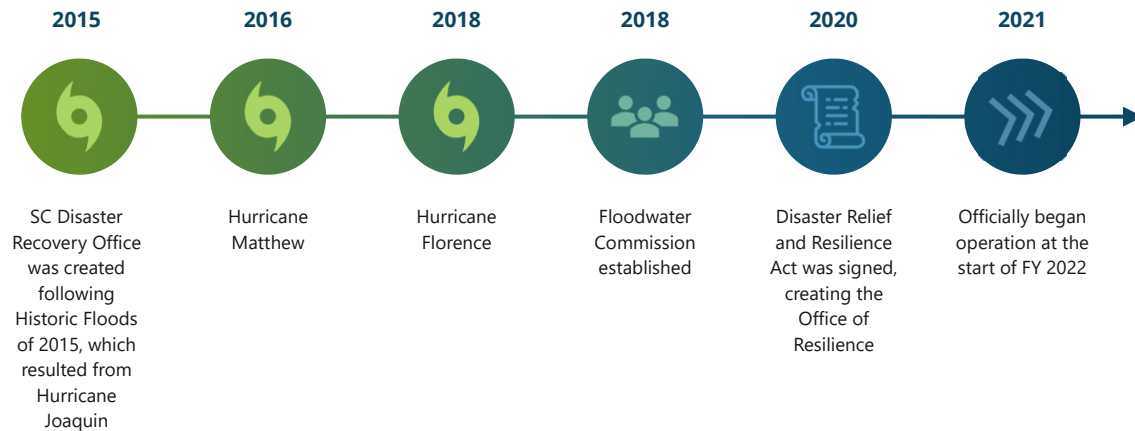 2015
SC Disaster
Recovery Office
was created
following
Historic Floods
of 2015, which
resulted from
Hurricane
Joaquin
2016
Hurricane
Matthew
2018
Hurricane
Florence
2018
Floodwater
Commission
established
2020
Disaster Relief
and Resilience
Act was signed,
creating the
Office of
Resilience
2021
Officially began
operation at the
start of FY 2022